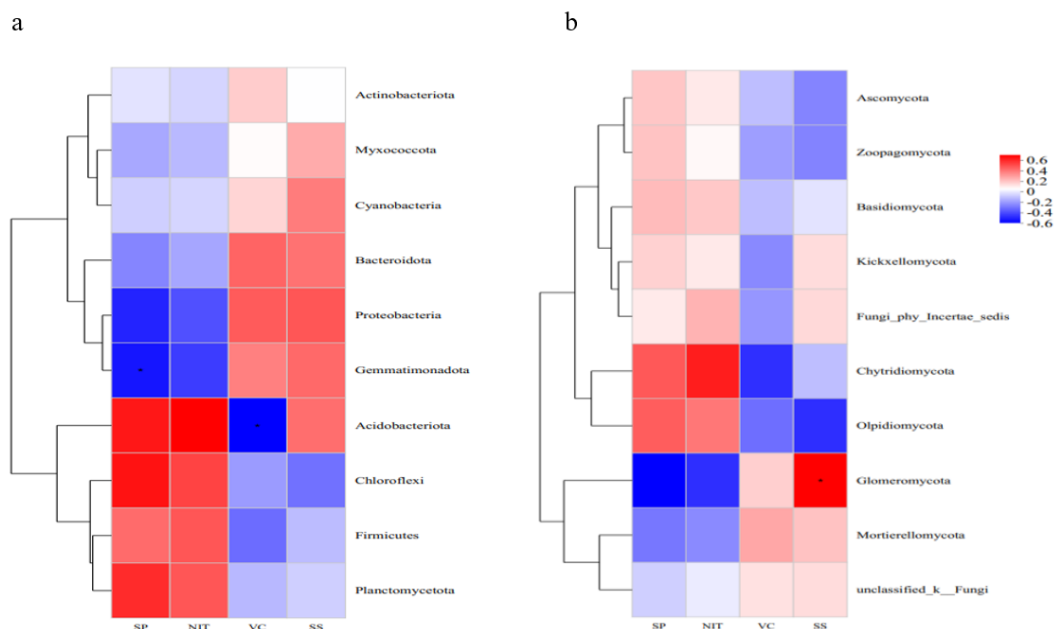 a
Actinobacteriota
Myxococcota
Cyanobacteria
Bacteroidota
Proteobacteria
Gemmatimonadota
Acidobacteriota
Chloroflexi
Firmicutes
Planctomycetota
SP NIT VC SS
b
Ascomycota
Zoopagomycota
Basidiomycota
Kickxellomycota
Fungi_phy_Incertae_sedis
Chytridiomycota
Olpidiomycota
Glomeromycota
Mortierellomycota
unclassified_k__Fungi
SP NIT VC SS
0.6
0.4
0.2
0
-0.2
-0.4
-0.6